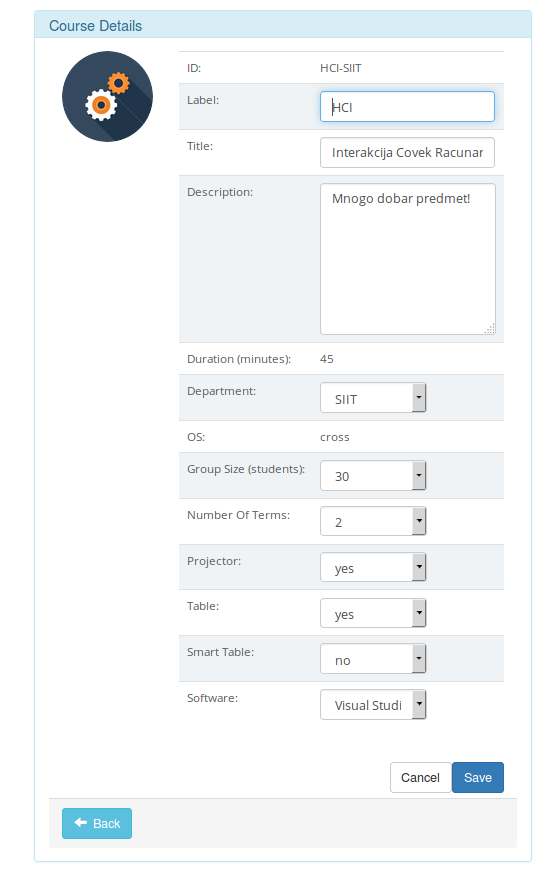 Course Details
ID: HCI-SIIT
Label: HCI
Title: Interakcija Covek Racunar
Description: Mnogo dobar predmet!
Duration (minutes): 45
Department: SIIT
OS: cross
Group Size (students): 30
Number Of Terms: 2
Projector: yes
Table: yes
Smart Table: no
Software: Visual Studi
Cancel Save
Back